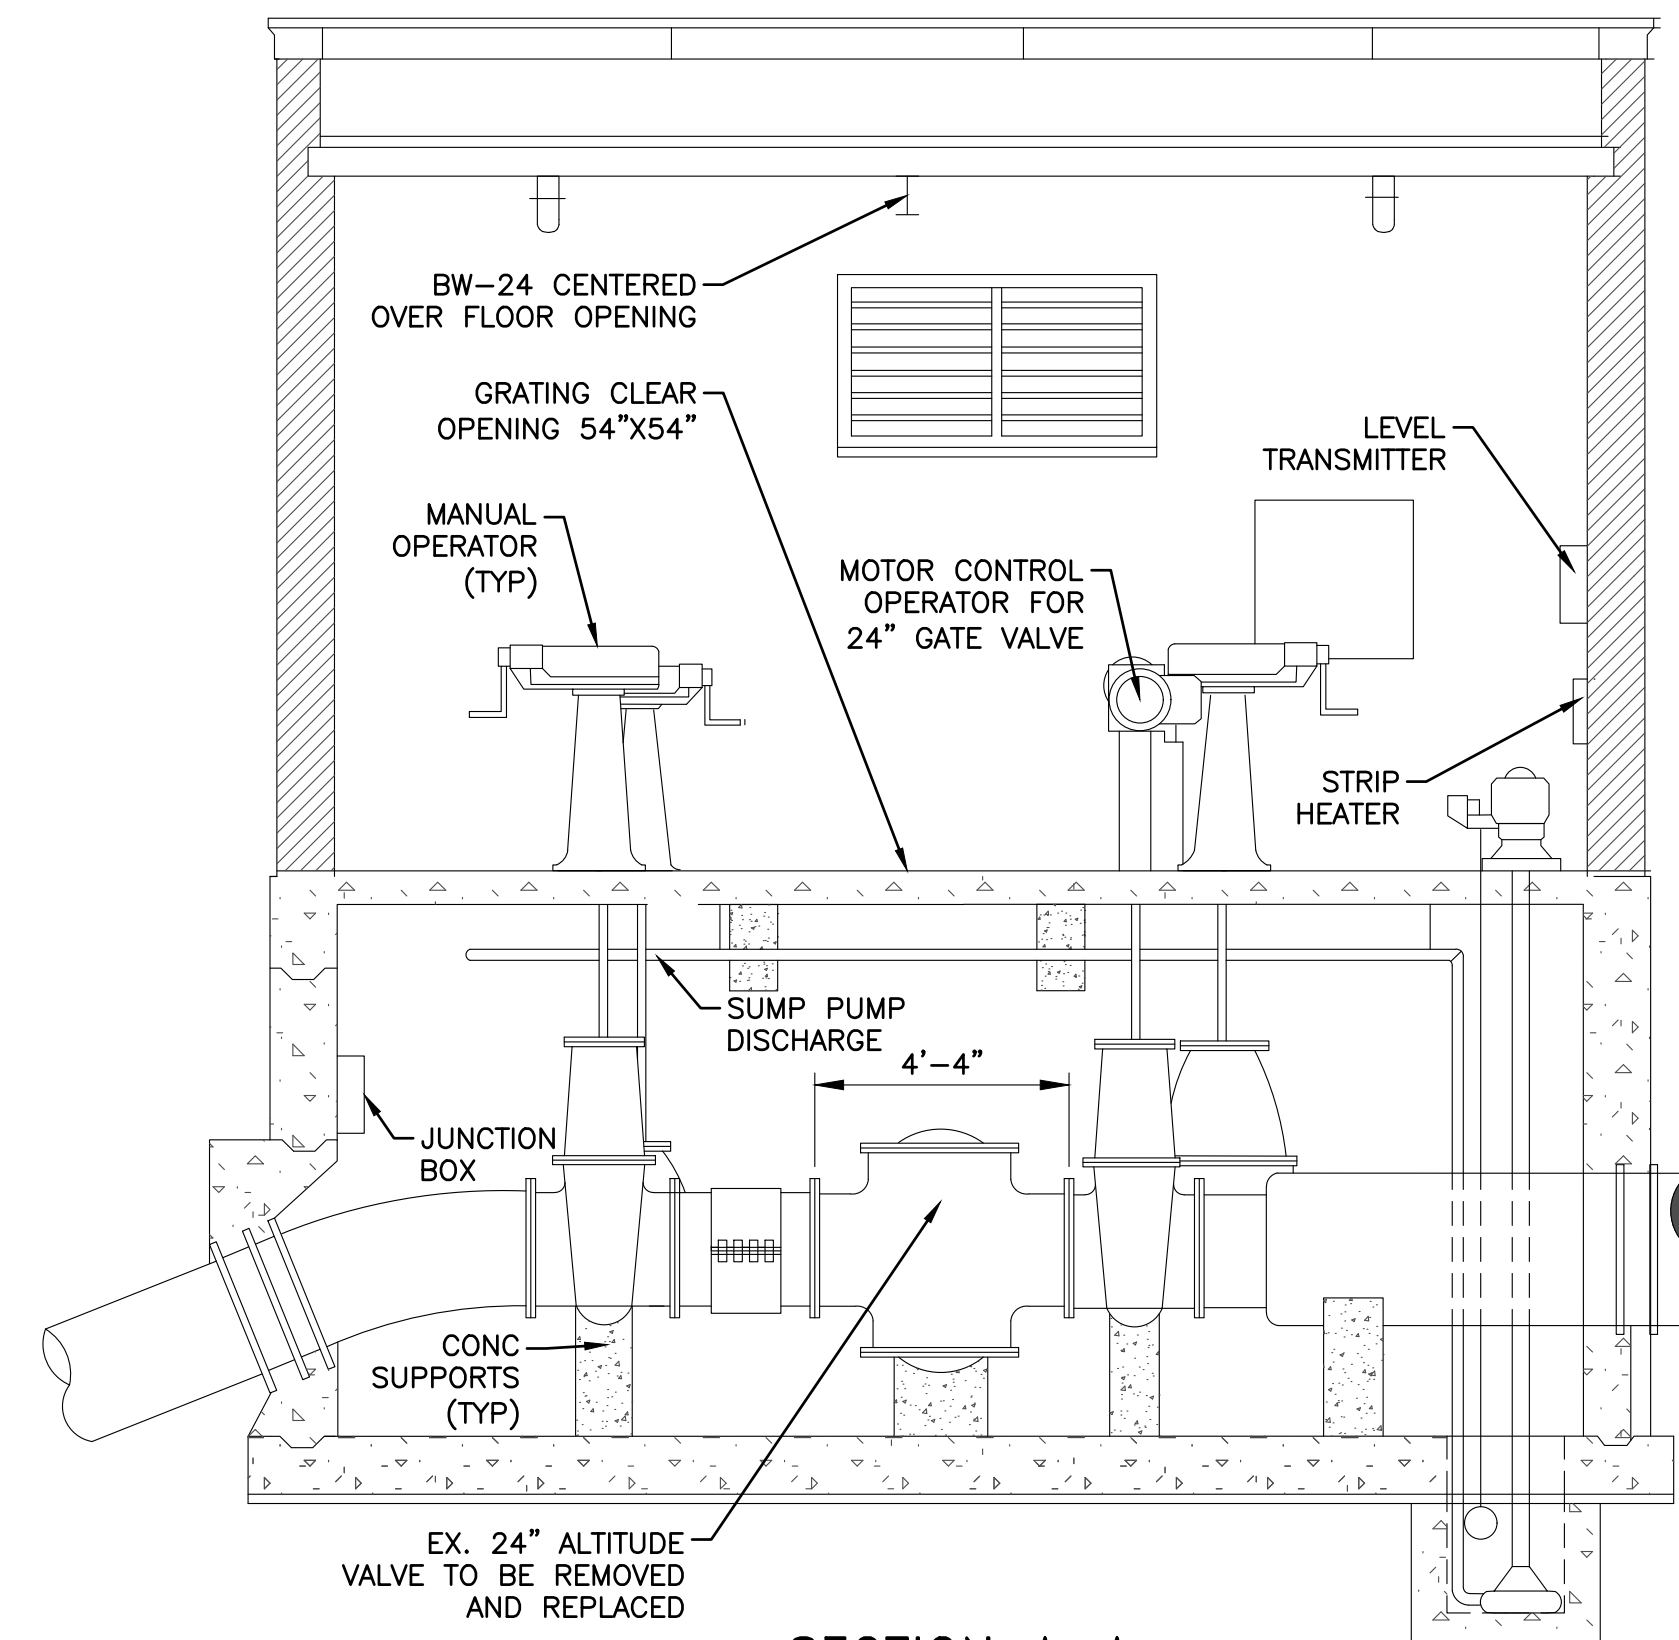 BW-24 CENTERED
OVER FLOOR OPENING
GRATING CLEAR
OPENING 54"X54"
LEVEL
TRANSMITTER
MANUAL
OPERATOR
(TYP)
MOTOR CONTROL
OPERATOR FOR
24" GATE VALVE
STRIP
HEATER
SUMP PUMP
DISCHARGE
4'-4"
JUNCTION
BOX
CONC
SUPPORTS
(TYP)
EX. 24" ALTITUDE
VALVE TO BE REMOVED
AND REPLACED